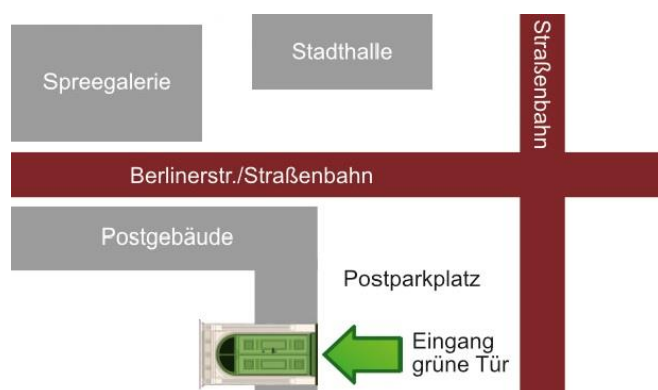 Stadthalle
Straßenbahn
Spreegalerie
Berlinerstr./Straßenbahn
Postgebäude
Postparkplatz
Eingang
grüne Tür